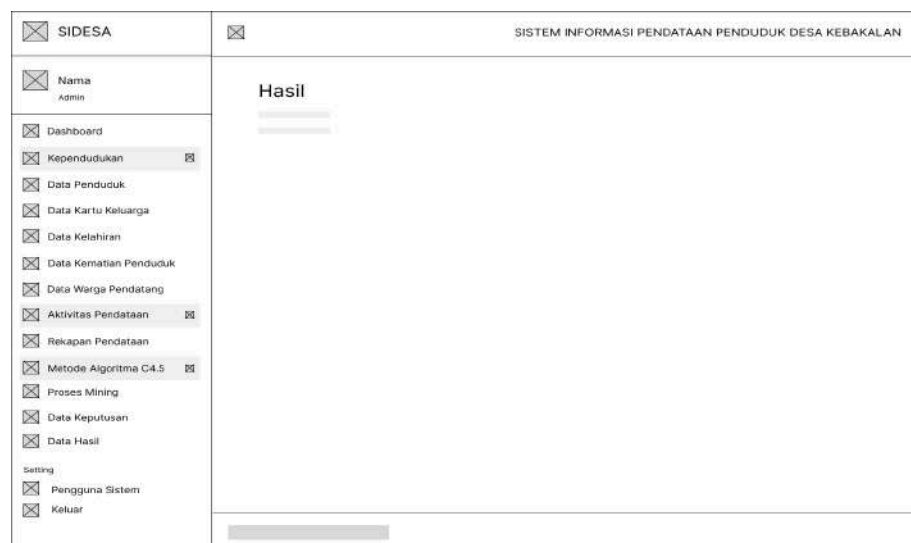 SIDESA
SISTEM INFORMASI PENDATAAN PENDUDUK DESA KEBAKALAN
Nama
Admin
Hasil
Dashboard
Kependudukan
Data Penduduk
Data Kartu Keluarga
Data Kelahiran
Data Kematian Penduduk
Data Warga Pendatang
Aktivitas Pendataan
Rekapan Pendataan
Metode Algoritma C4.5
Proses Mining
Data Keputusan
Data Hasil
Setting
Pengguna Sistem
Keluar